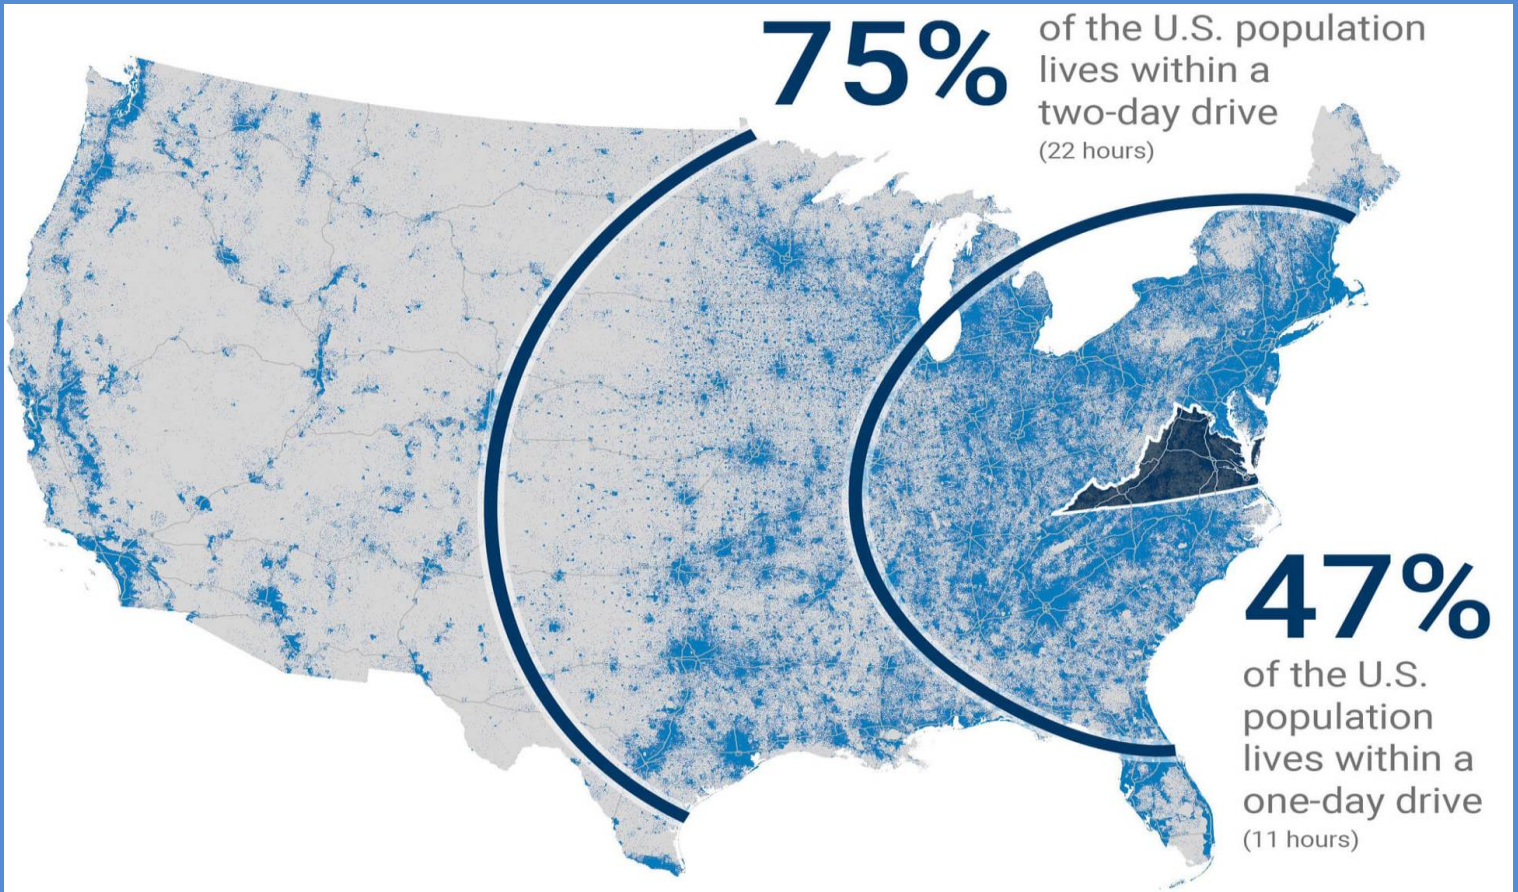 75%
of the U.S. population
lives within a
two-day drive
(22 hours)
47%
of the U.S.
population
lives within a
one-day drive
(11 hours)